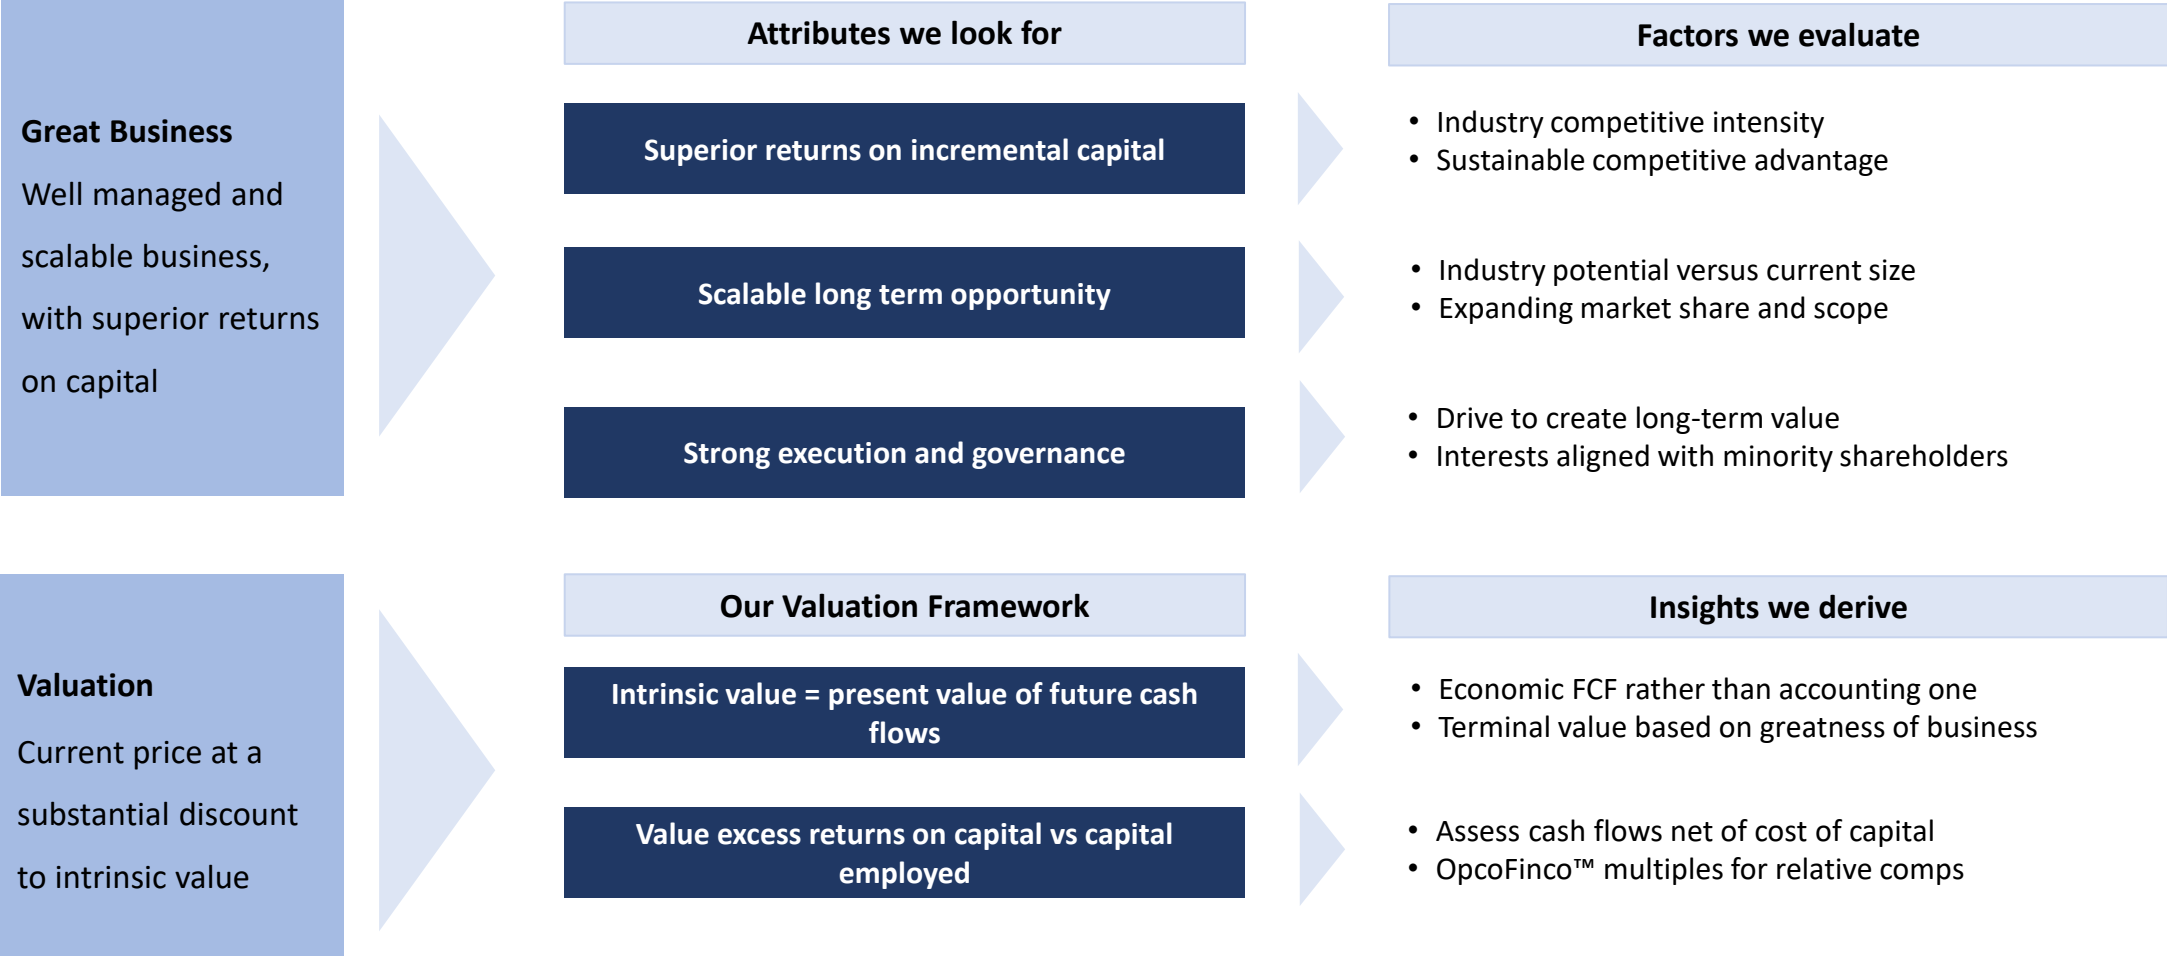 Great Business
Well managed and
scalable business,
with superior returns
on capital
Attributes we look for
Factors we evaluate
Superior returns on incremental capital
• Industry competitive intensity
• Sustainable competitive advantage
Scalable long term opportunity
• Industry potential versus current size
• Expanding market share and scope
Strong execution and governance
• Drive to create long-term value
• Interests aligned with minority shareholders
Valuation
Current price at a
substantial discount
to intrinsic value
Our Valuation Framework
Insights we derive
Intrinsic value = present value of future cash
flows
• Economic FCF rather than accounting one
• Terminal value based on greatness of business
Value excess returns on capital vs capital
employed
• Assess cash flows net of cost of capital
• OpcoFinco™ multiples for relative comps